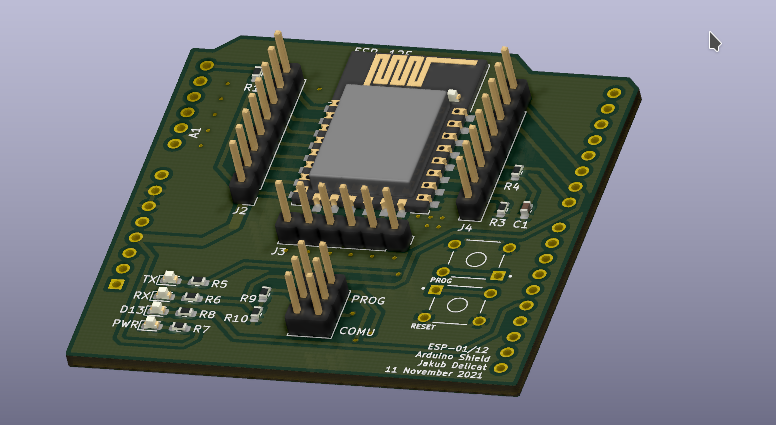 ESP-12F
R1
A1
J2
J3
J4
R4
R3 C1
TX R5
RX R6
D13 R8
PWR R7
R9
R10
PROG
COMU
PROG
RESET
ESP-01/12
Arduino Shield
Jakub Delicat
11 November 2021